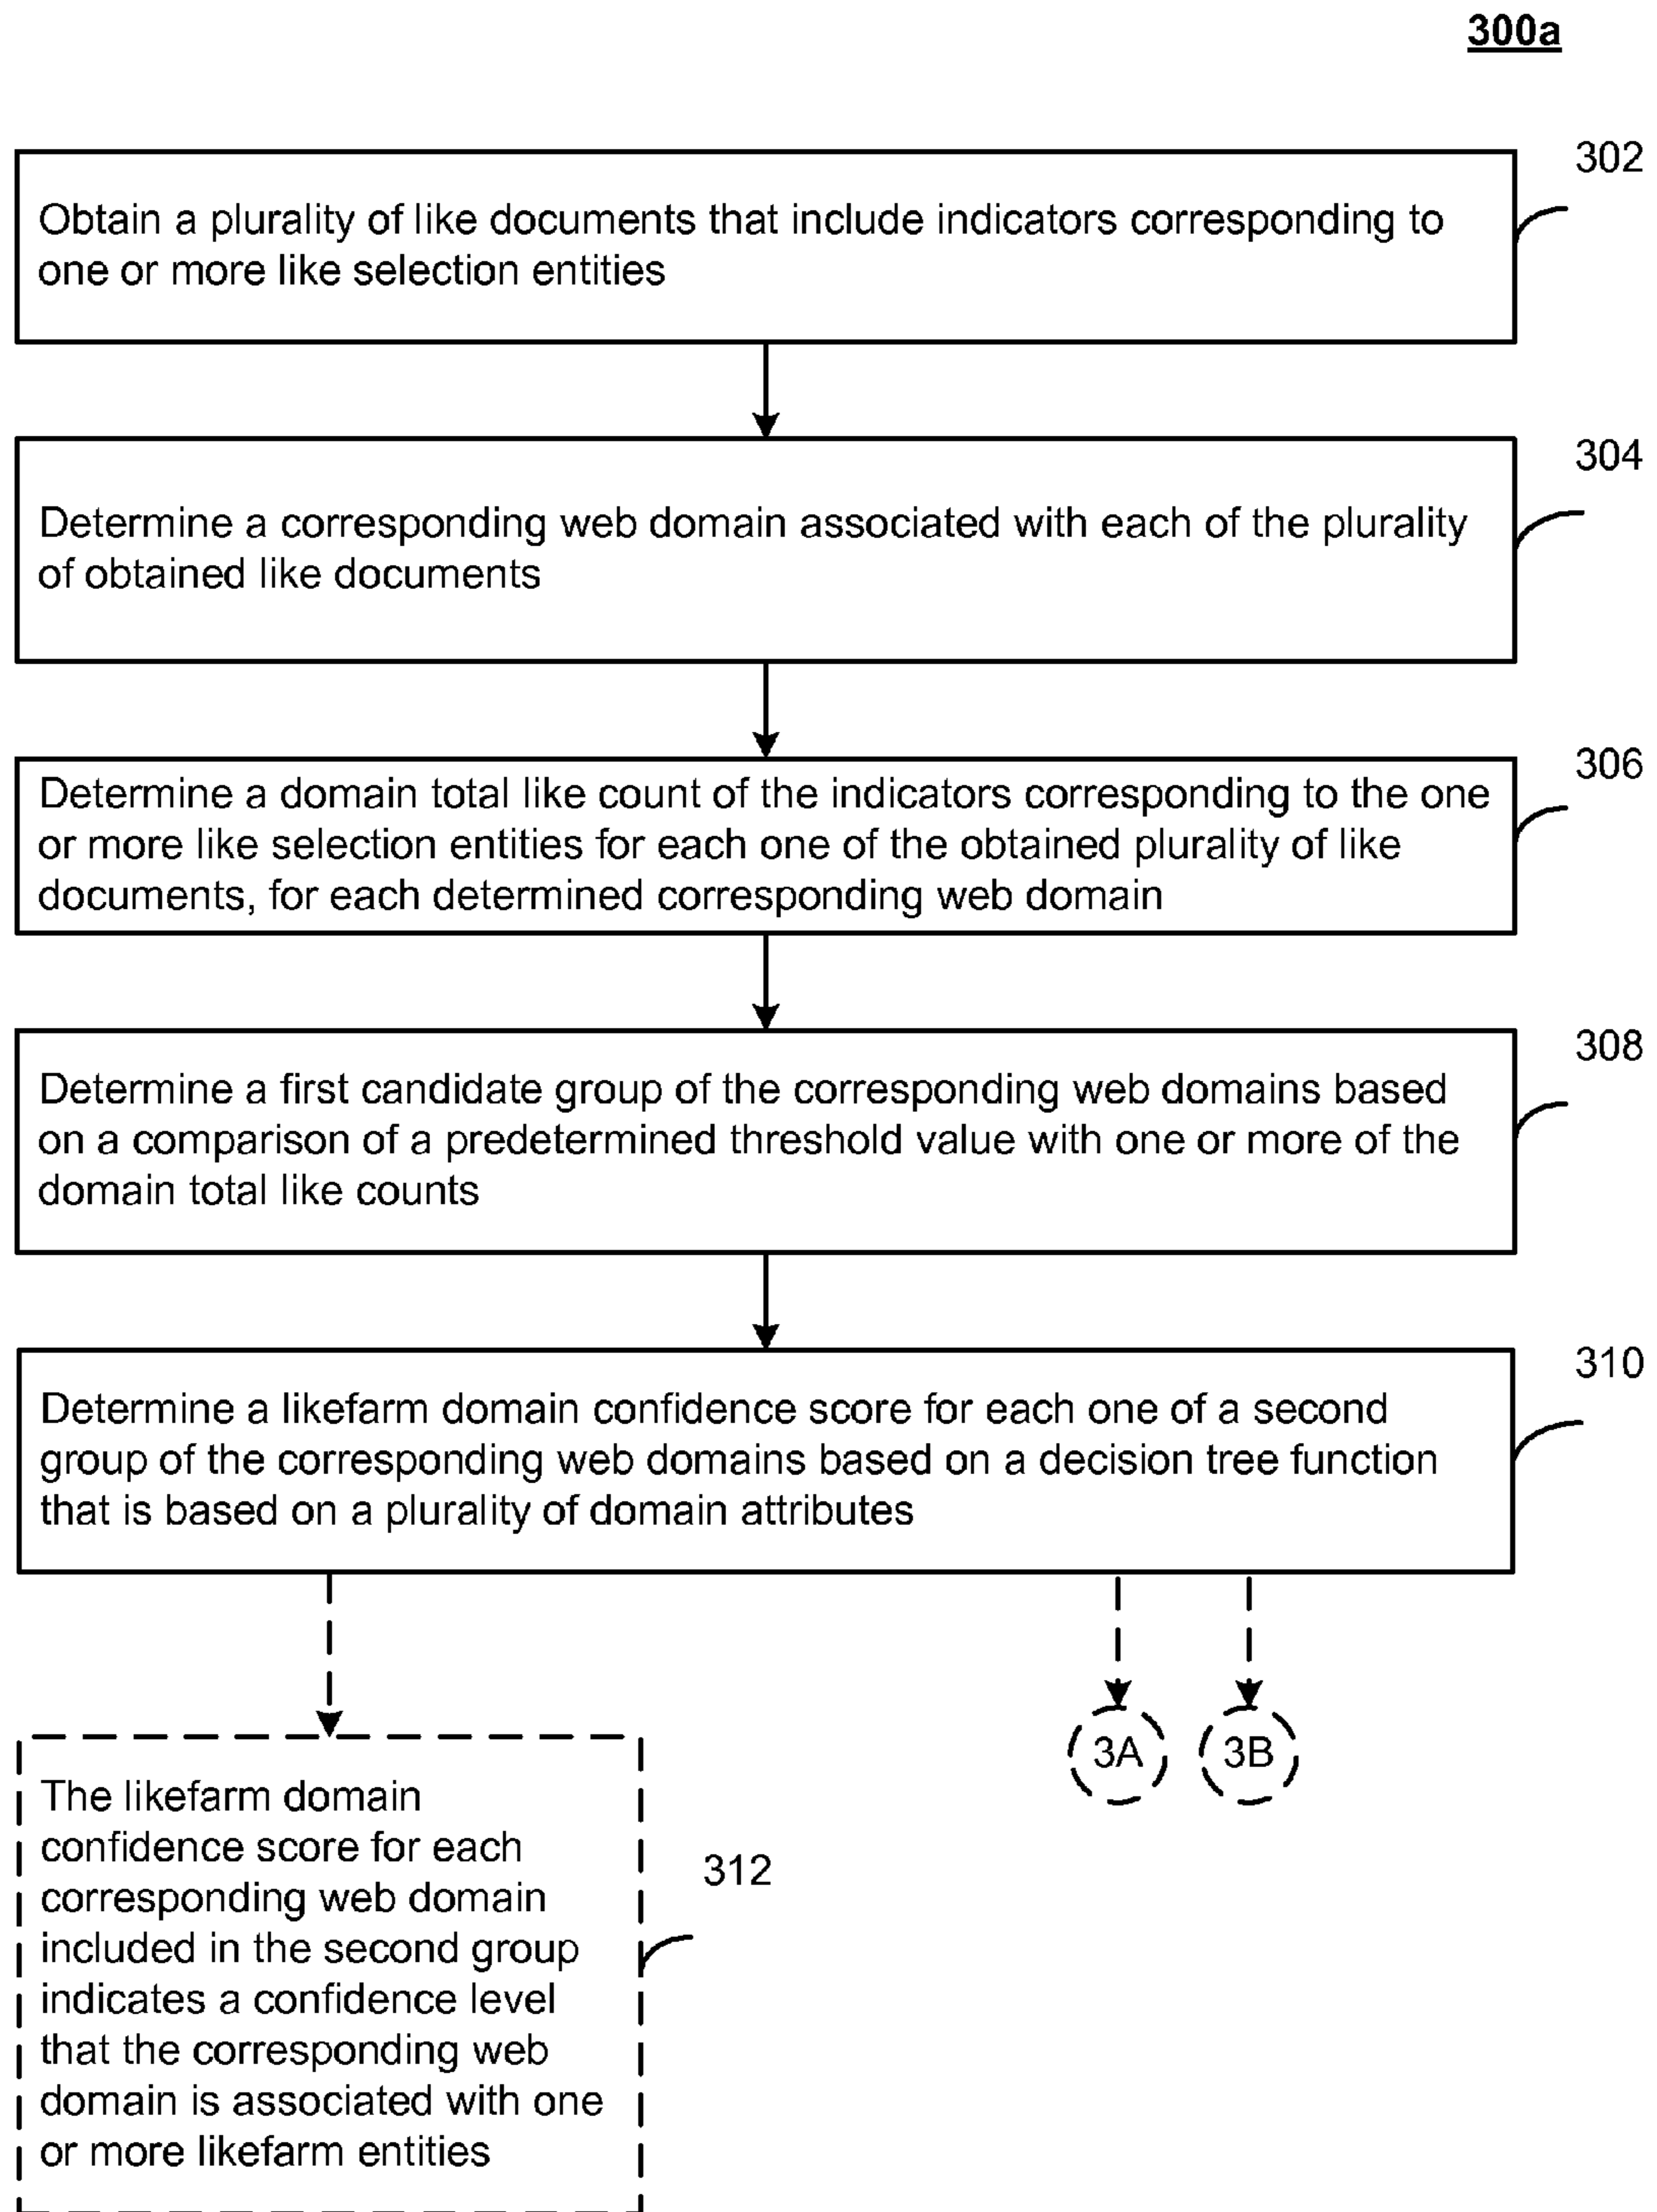 300a
302
Obtain a plurality of like documents that include indicators corresponding to
one or more like selection entities
304
Determine a corresponding web domain associated with each of the plurality
of obtained like documents
306
Determine a domain total like count of the indicators corresponding to the one
or more like selection entities for each one of the obtained plurality of like
documents, for each determined corresponding web domain
308
Determine a first candidate group of the corresponding web domains based
on a comparison of a predetermined threshold value with one or more of the
domain total like counts
310
Determine a likefarm domain confidence score for each one of a second
group of the corresponding web domains based on a decision tree function
that is based on a plurality of domain attributes
3A
3B
The likefarm domain
confidence score for each
corresponding web domain
included in the second group
indicates a confidence level
that the corresponding web
domain is associated with one
or more likefarm entities
312